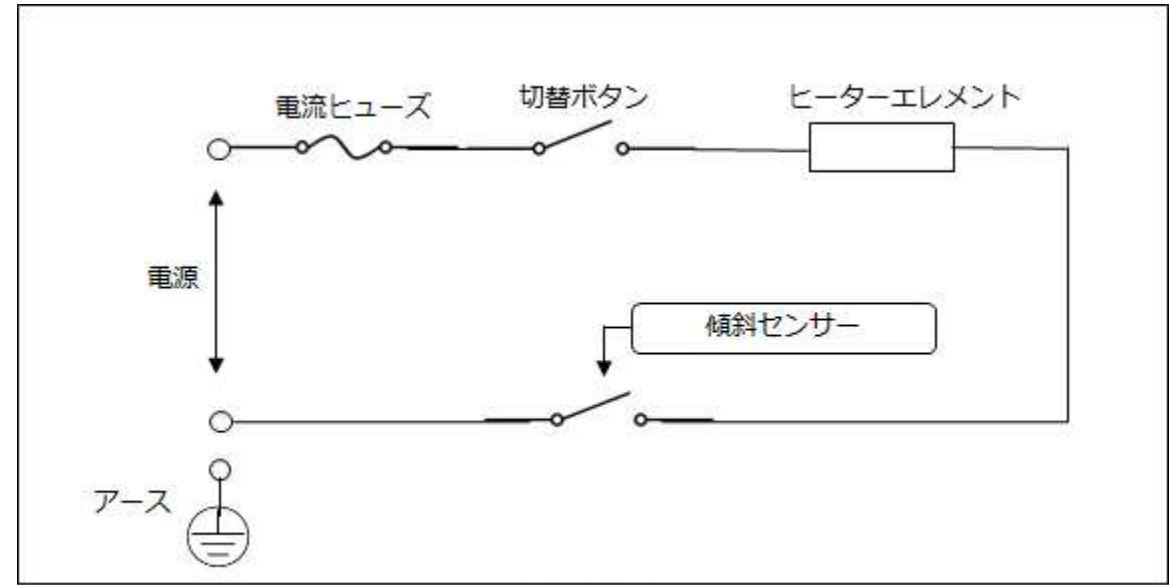 電流ヒューズ
切替ボタン
ヒーターエレメント
電源
傾斜センサー
アース